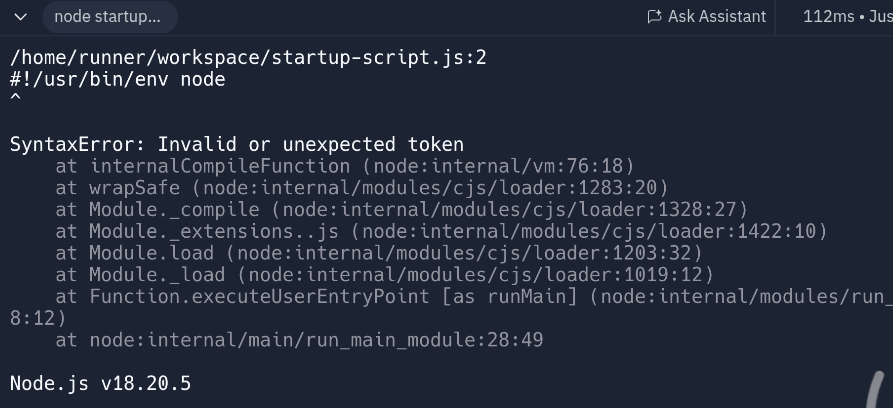 node startup...
Ask Assistant
112ms • Jus
/home/runner/workspace/startup-script.js:2
#!/usr/bin/env node
^
SyntaxError: Invalid or unexpected token
at internalCompileFunction (node:internal/vm:76:18)
at wrapSafe (node:internal/modules/cjs/loader:1283:20)
at Module._compile (node:internal/modules/cjs/loader:1328:27)
at Module._extensions..js (node:internal/modules/cjs/loader:1422:10)
at Module.load (node:internal/modules/cjs/loader:1203:32)
at Module._load (node:internal/modules/cjs/loader:1019:12)
at Function.executeUserEntryPoint [as runMain] (node:internal/modules/run_
8:12)
at node:internal/main/run_main_module:28:49
Node.js v18.20.5